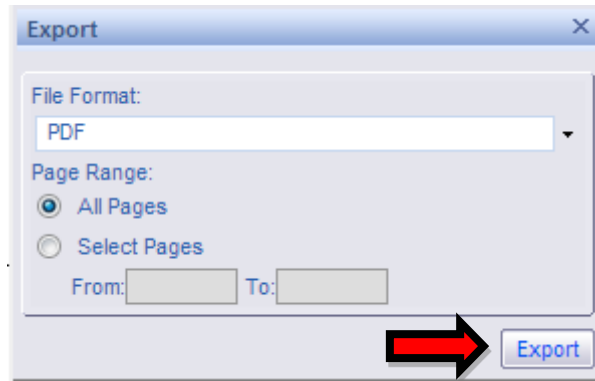 Export
File Format:
PDF
Page Range:
All Pages
Select Pages
From: To:
Export